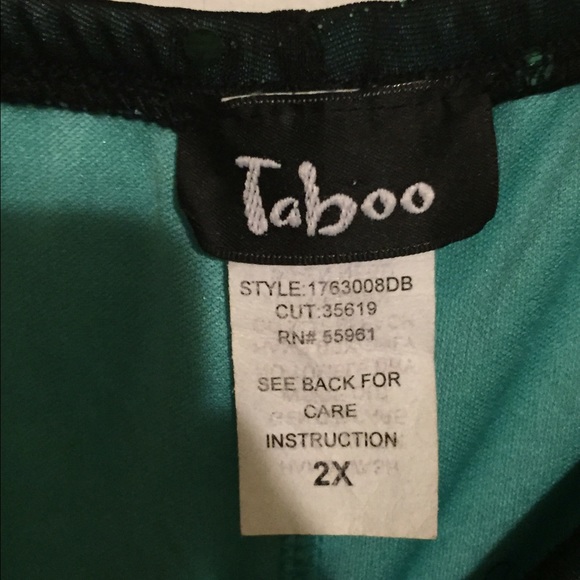 Taboo
STYLE:1763008DB
CUT:35619
RN# 55961
SEE BACK FOR
CARE
INSTRUCTION
2X